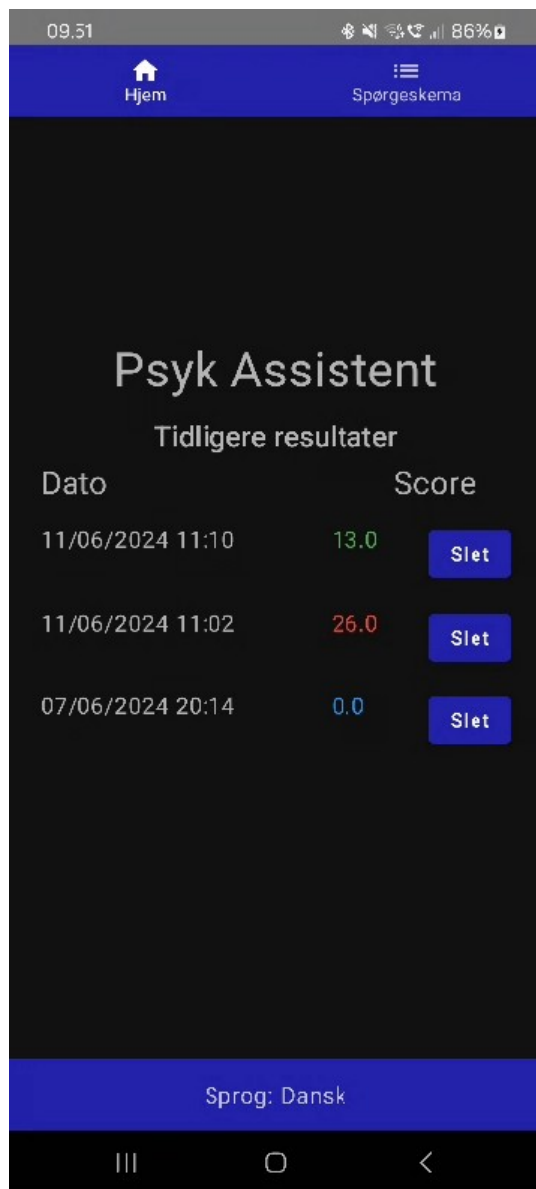 09.51
86%
Hjem
Spørgeskema
Psyk Assistent
Tidligere resultater
Dato Score
11/06/2024 11:10 13.0 Slet
11/06/2024 11:02 26.0 Slet
07/06/2024 20:14 0.0 Slet
Sprog: Dansk